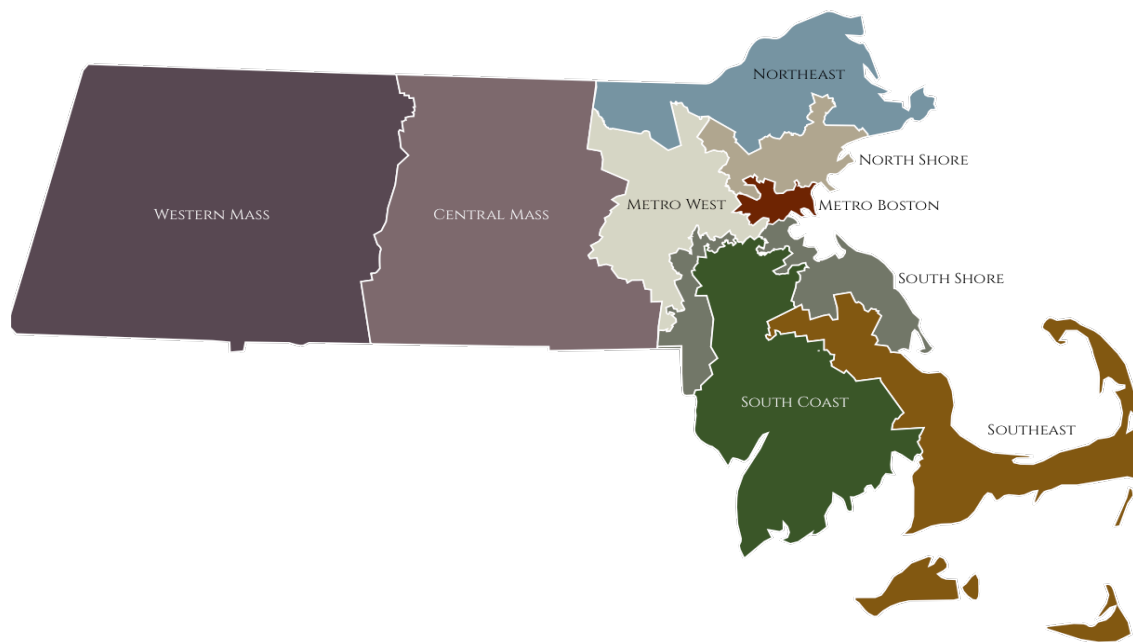 Northeast
North Shore
Metro West
Metro Boston
Western Mass
Central Mass
South Shore
South Coast
Southeast